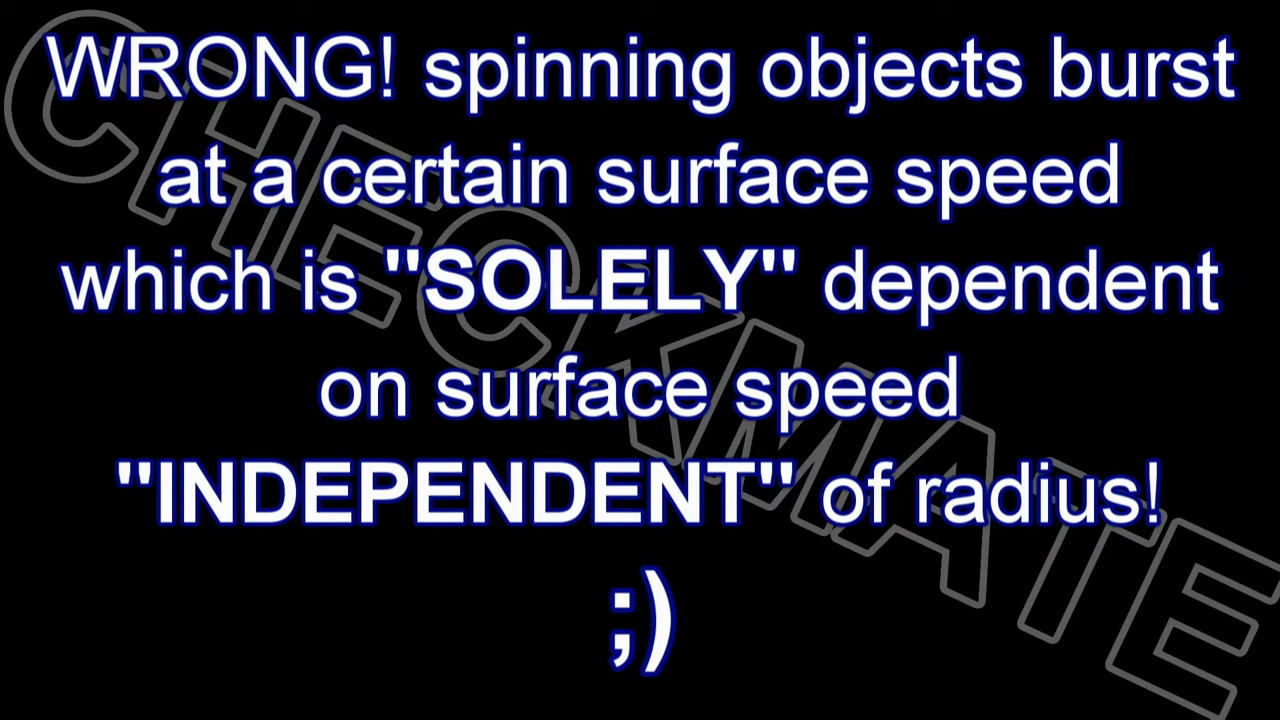 WRONG! spinning objects burst
at a certain surface speed
which is "SOLELY" dependent
on surface speed
"INDEPENDENT" of radius!
;)
CHECKMATE